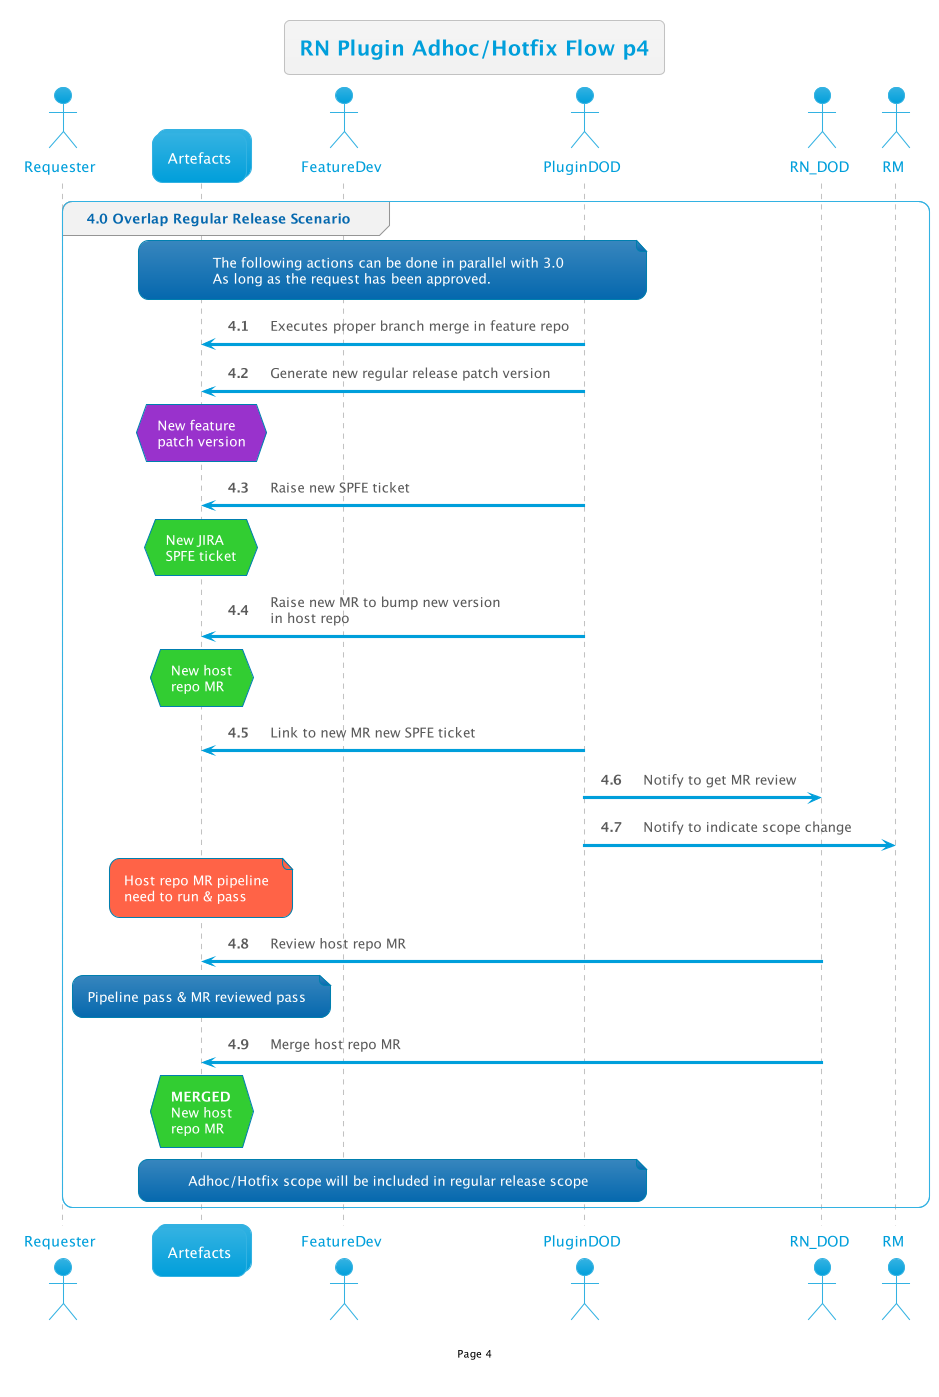 RN Plugin Adhoc/Hotfix Flow p4
Requester
Artefacts
FeatureDev
PluginDOD
RN_DOD
RM
4.0 Overlap Regular Release Scenario
The following actions can be done in parallel with 3.0
As long as the request has been approved.
4.1 Executes proper branch merge in feature repo
4.2 Generate new regular release patch version
New feature
patch version
4.3 Raise new SPFE ticket
New JIRA
SPFE ticket
4.4 Raise new MR to bump new version
in host repo
New host
repo MR
4.5 Link to new MR new SPFE ticket
4.6 Notify to get MR review
4.7 Notify to indicate scope change
Host repo MR pipeline
need to run & pass
4.8 Review host repo MR
Pipeline pass & MR reviewed pass
4.9 Merge host repo MR
MERGED
New host
repo MR
Adhoc/Hotfix scope will be included in regular release scope
Requester
Artefacts
FeatureDev
PluginDOD
RN_DOD
RM
Page 4